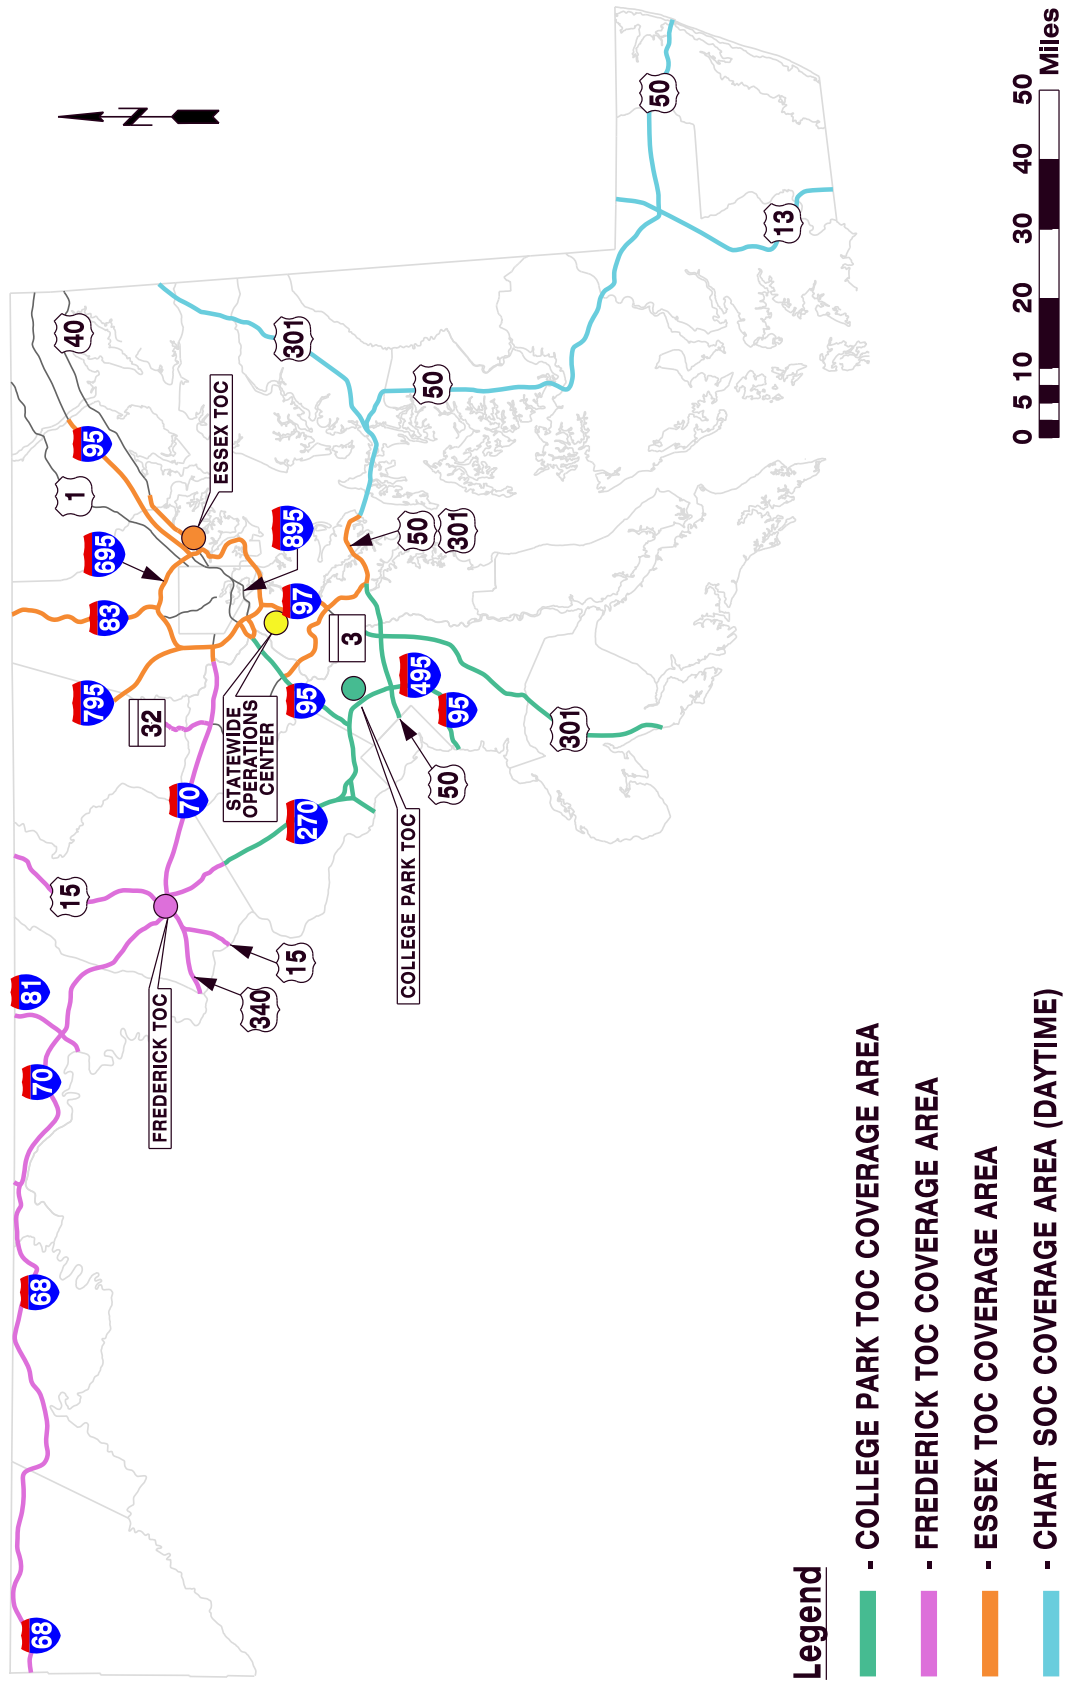 68
68
70
81
15
340
15
70
32
795
83
695
1
95
40
FREDERICK TOC
STATEWIDE
OPERATIONS
CENTER
ESSEX TOC
895
97
3
95
270
COLLEGE PARK TOC
495
95
50
50
301
301
301
50
50
13
N
Legend
- COLLEGE PARK TOC COVERAGE AREA
- FREDERICK TOC COVERAGE AREA
- ESSEX TOC COVERAGE AREA
- CHART SOC COVERAGE AREA (DAYTIME)
0 5 10 20 30 40 50
Miles